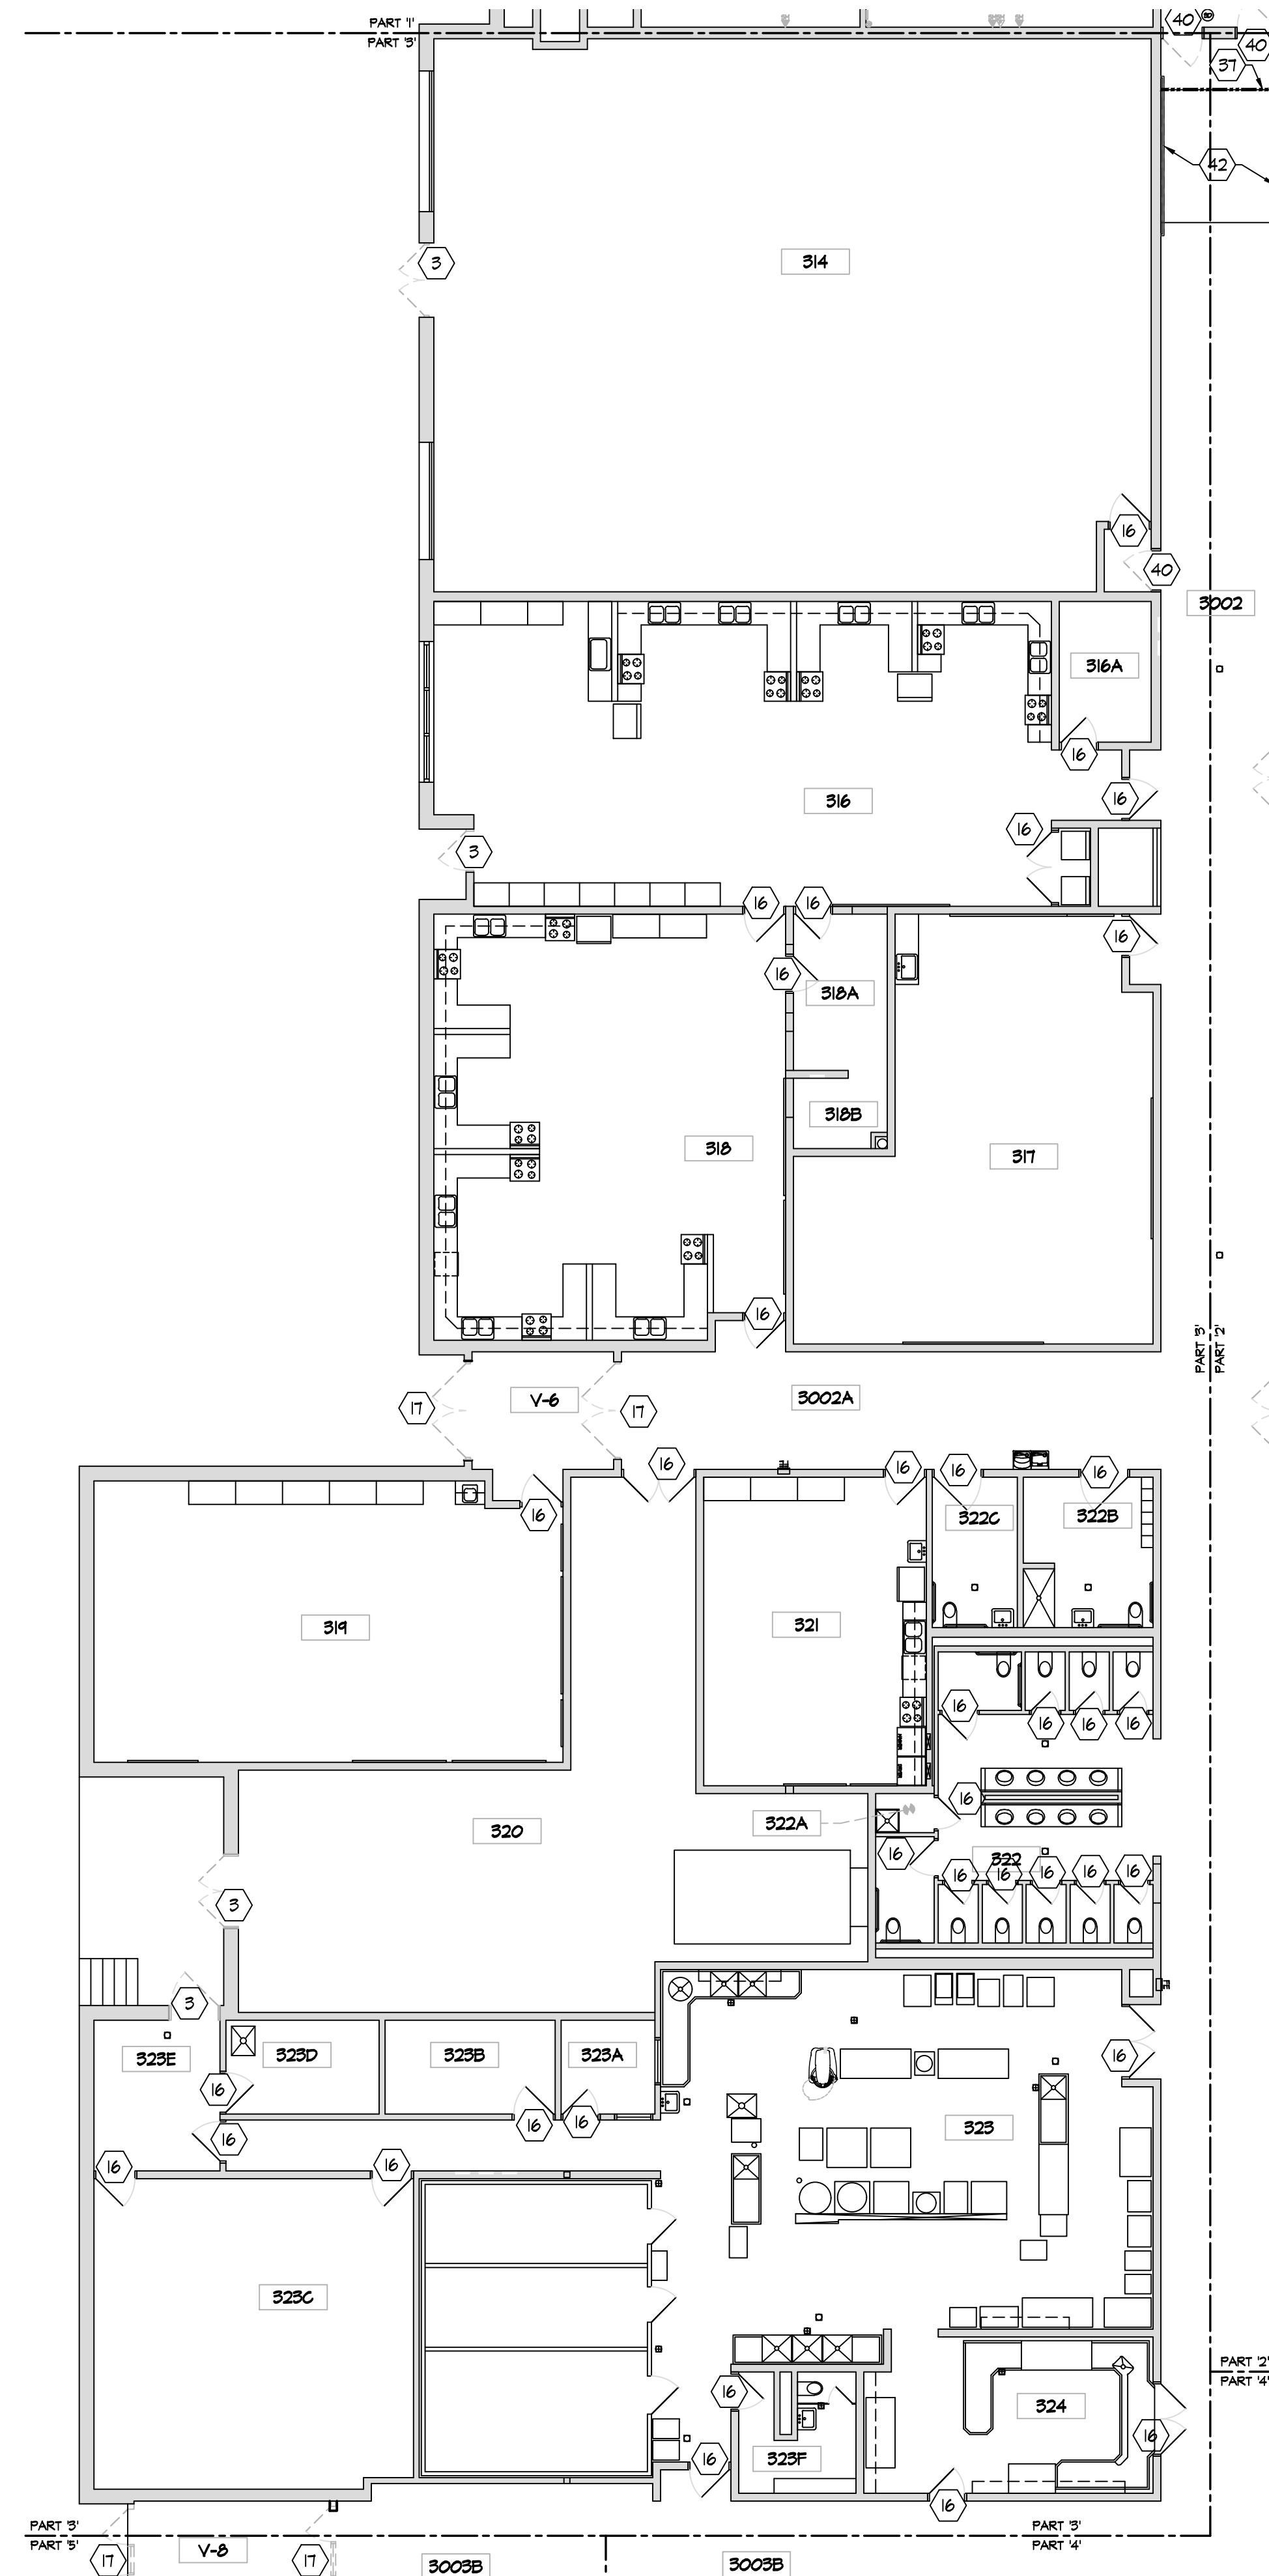 PART '1'
PART '3'
40
40
37
42
3
314
16
40
3002
316A
16
316
16
16
3
16
16
16
16
318A
318B
318
317
16
PART '3'
PART '2'
17
V-6
17
3002A
16
16
16
16
16
322C
322B
319
321
16
16
16
16
16
322A
320
16
322
16
16
16
16
16
3
3
323E
323D
323B
323A
16
16
16
16
16
16
16
323
323C
PART '2'
PART '4'
16
324
16
323F
16
16
PART '3'
PART '5'
PART '3'
PART '4'
17
V-8
17
3003B
3003B